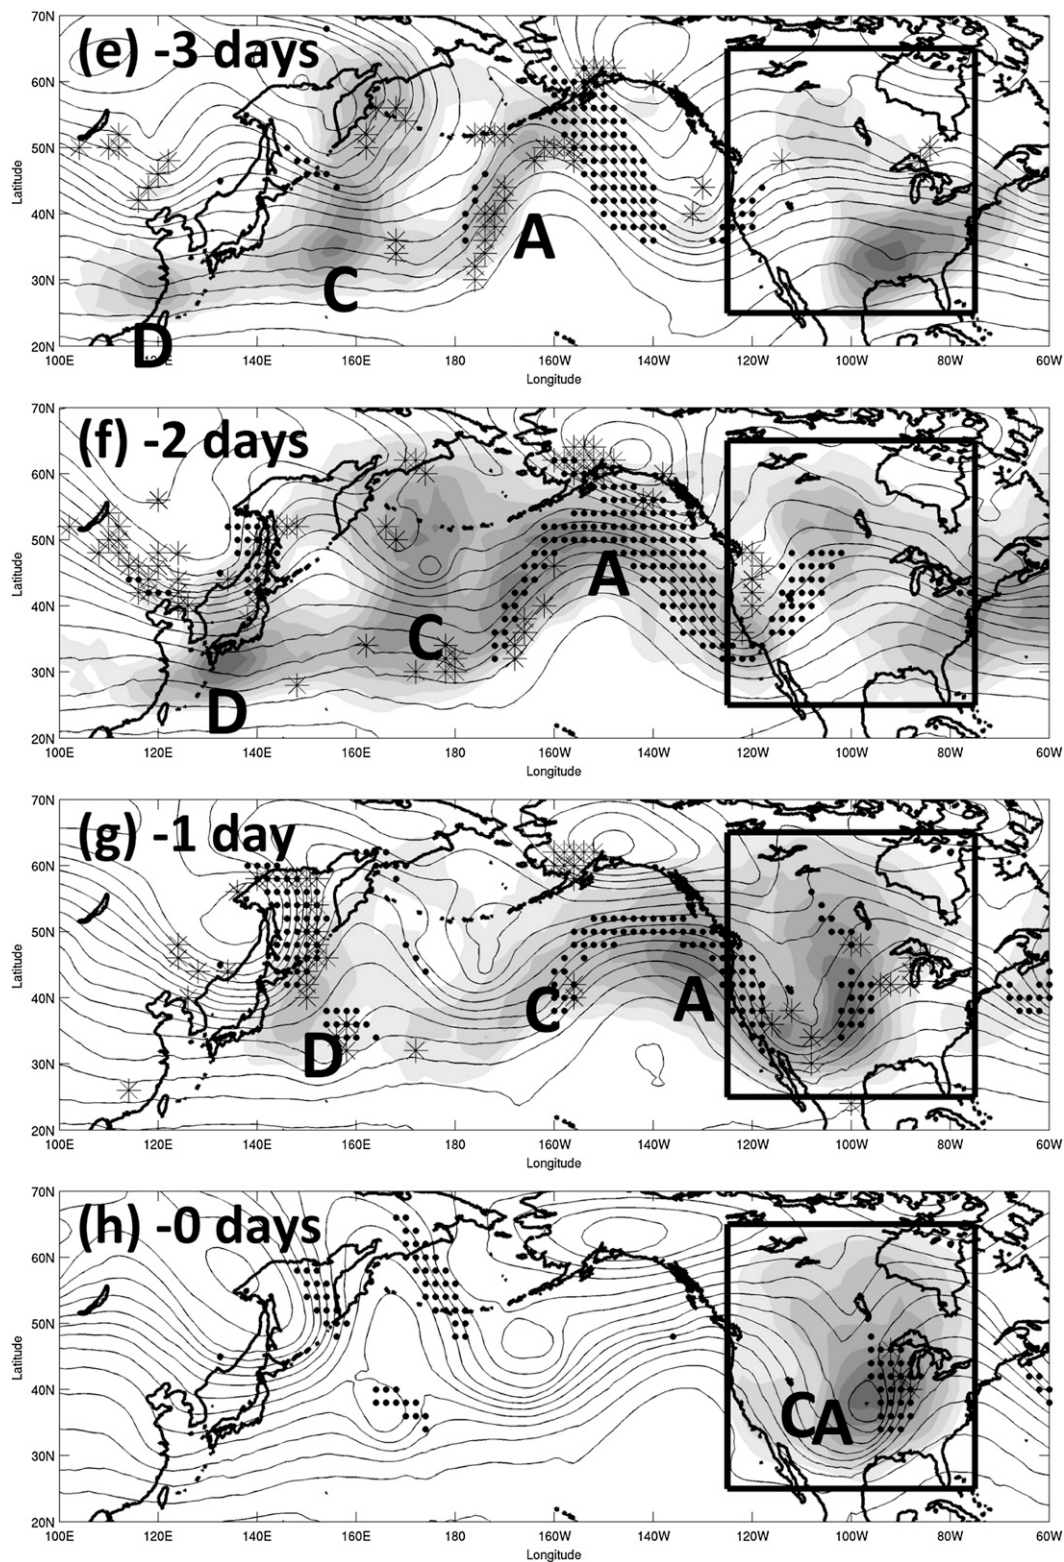 (e) -3 days
70N
60N
50N
40N
30N
20N
Latitude
A
C
D
100E 120E 140E 160E 180 160W 140W 120W 100W 80W 60W
Longitude
(f) -2 days
70N
60N
50N
40N
30N
20N
Latitude
A
C
D
100E 120E 140E 160E 180 160W 140W 120W 100W 80W 60W
Longitude
(g) -1 day
70N
60N
50N
40N
30N
20N
Latitude
C A
D
100E 120E 140E 160E 180 160W 140W 120W 100W 80W 60W
Longitude
(h) -0 days
70N
60N
50N
40N
30N
20N
Latitude
CA
100E 120E 140E 160E 180 160W 140W 120W 100W 80W 60W
Longitude